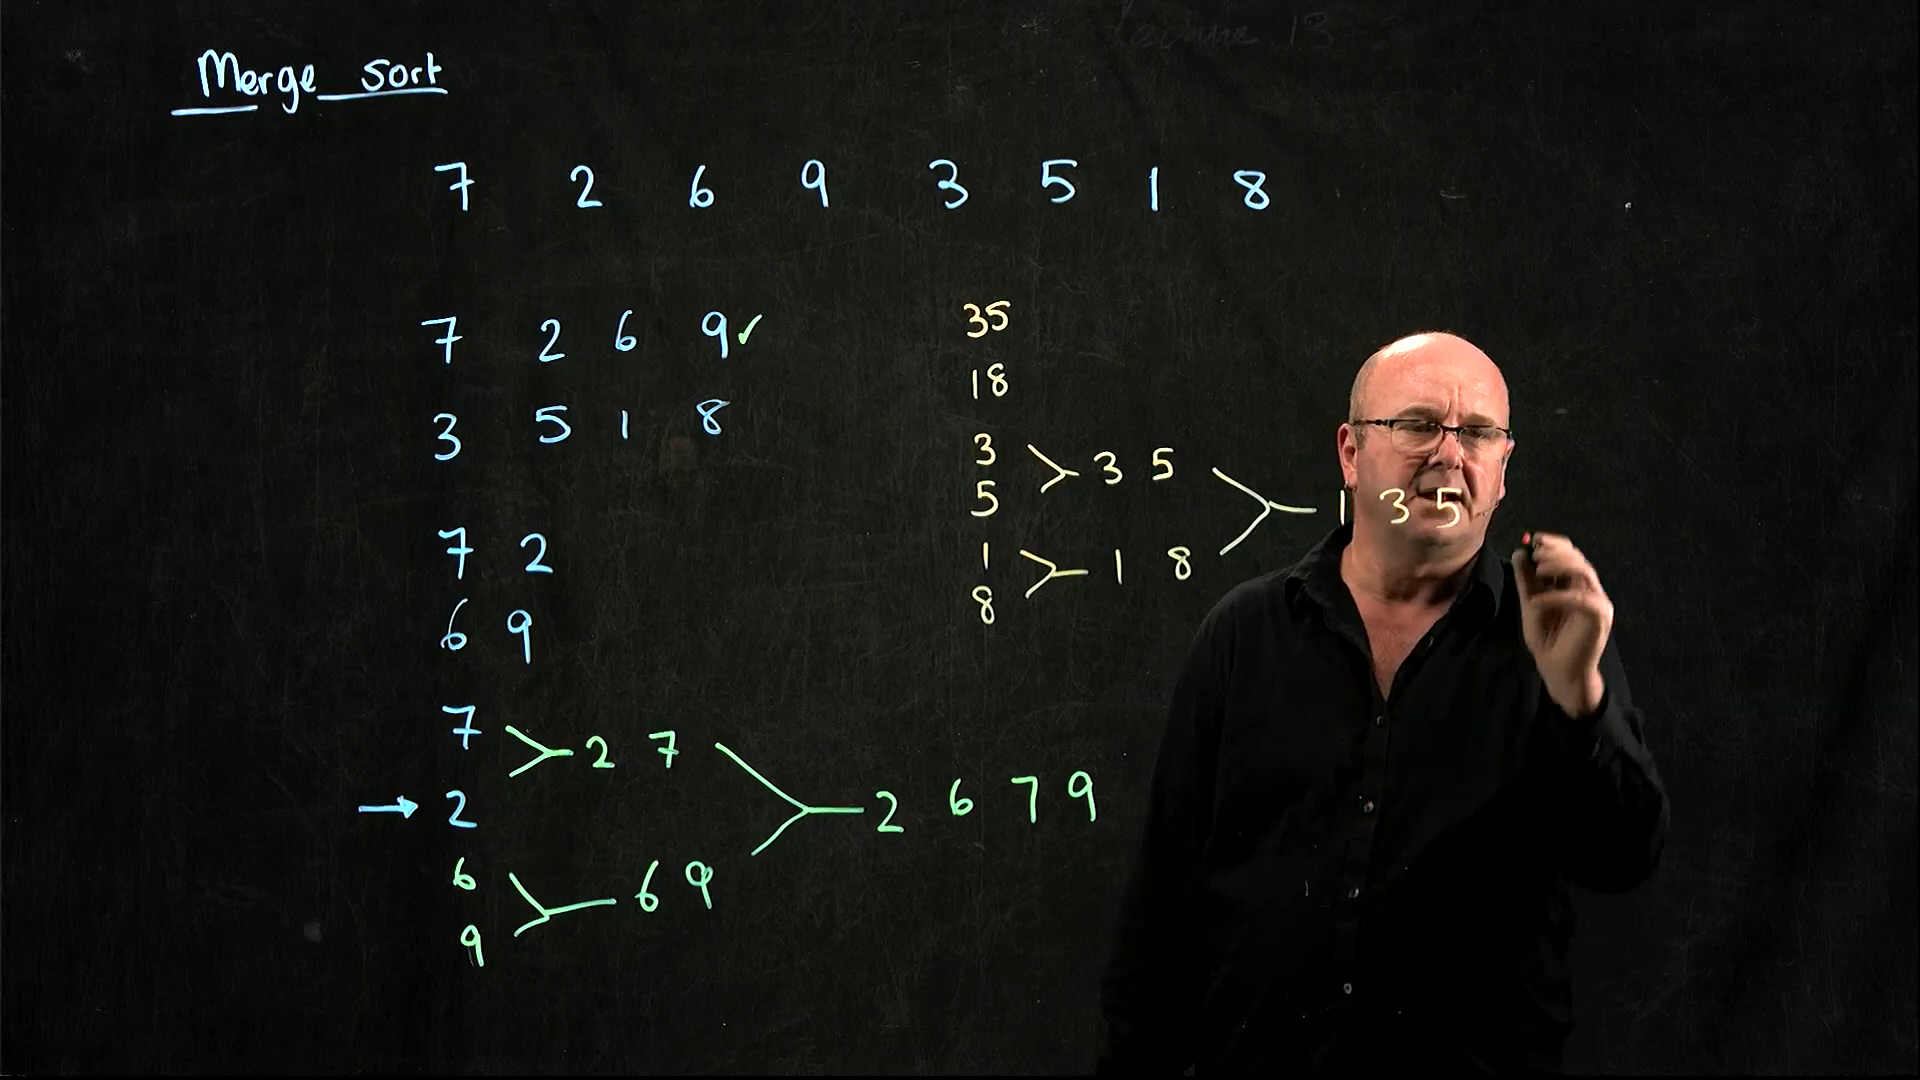 Lecture 13
Merge sort
7 2 6 9 3 5 1 8
7 2 6 9✓
3 5 1 8
7 2
6 9
7
→ 2
6
9
2 7
6 9
2 6 7 9
35
18
3
5
1
8
3 5
1 8
1 3 5